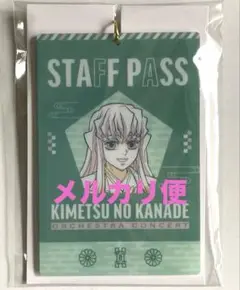 STAFF PASS
メルカリ便
KIMETSU NO KANADE
ORCHESTRA CONCERT